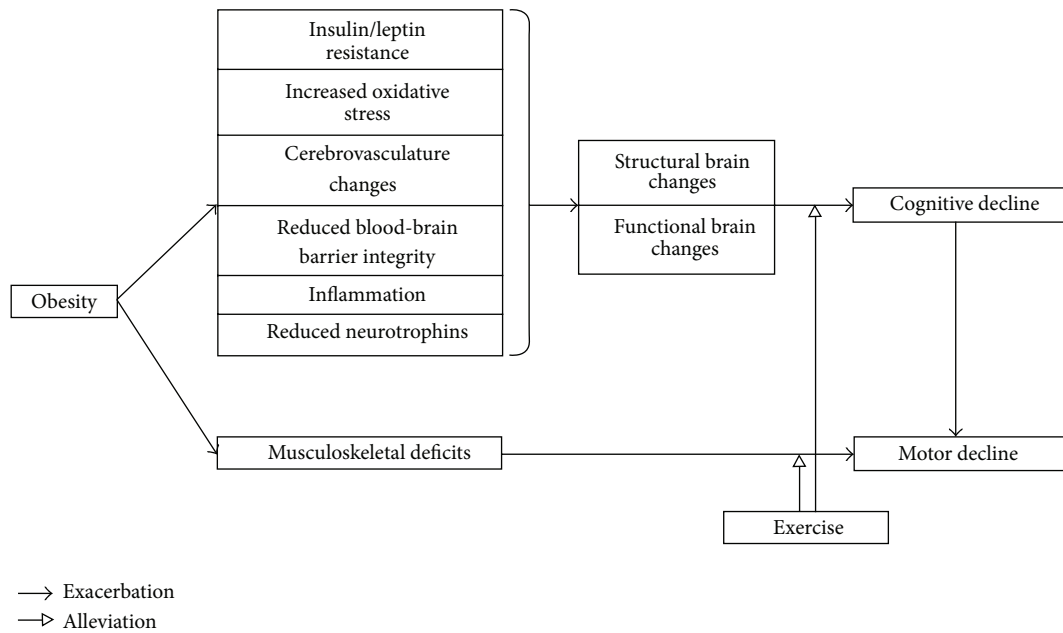 Insulin/leptin
resistance
Increased oxidative
stress
Cerebrovasculature
changes
Reduced blood-brain
barrier integrity
Inflammation
Reduced neurotrophins
Structural brain
changes
Functional brain
changes
Cognitive decline
Obesity
Musculoskeletal deficits
Motor decline
Exercise
Exacerbation
Alleviation